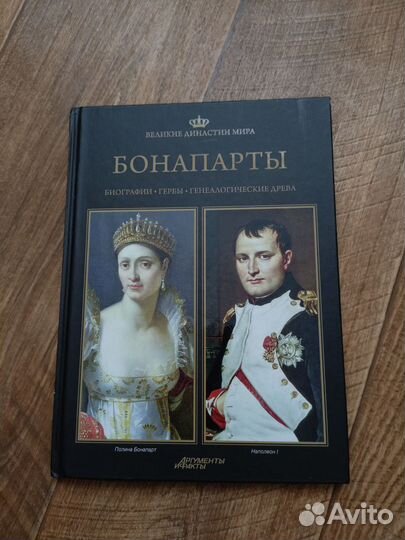 ВЕЛИКИЕ ДИНАСТИИ МИРА
БОНАПАРТЫ
БИОГРАФИИ • ГЕРБЫ • ГЕНЕАЛОГИЧЕСКИЕ ДРЕВА
Полина Бонапарт
Наполеон I
АРГУМЕНТЫ
И ФАКТЫ
Avito